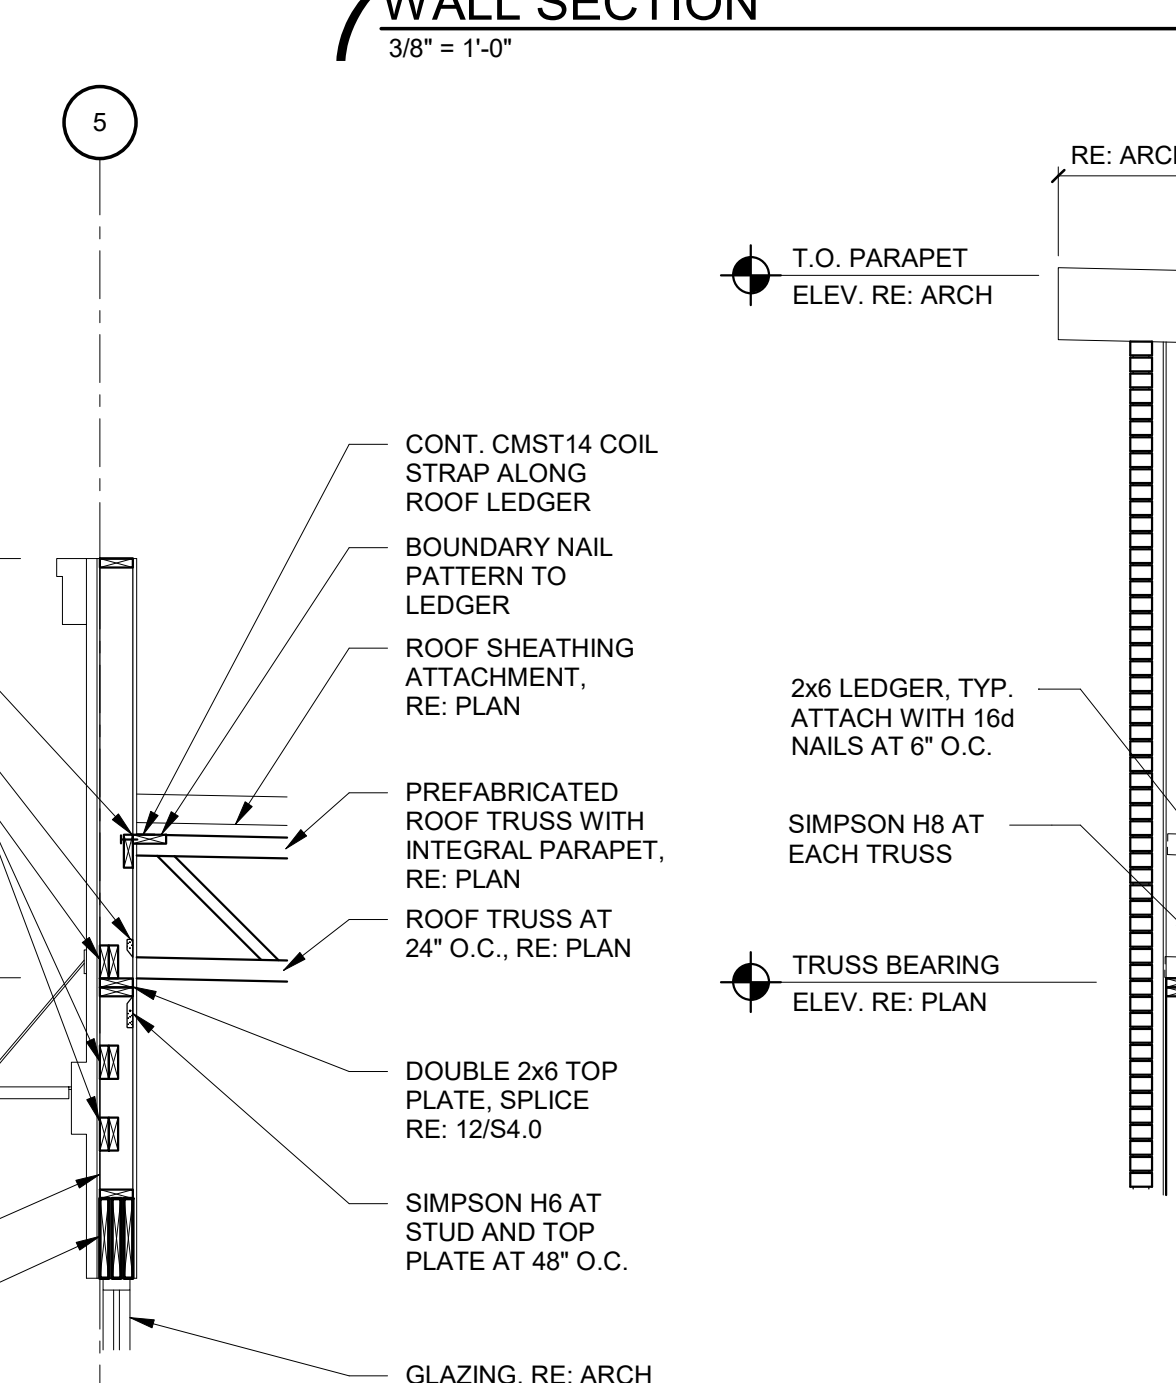 WALL SECTION
3/8" = 1'-0"
5
RE: ARCH
T.O. PARAPET
ELEV. RE: ARCH
CONT. CMST14 COIL
STRAP ALONG
ROOF LEDGER
BOUNDARY NAIL
PATTERN TO
LEDGER
ROOF SHEATHING
ATTACHMENT,
RE: PLAN
2x6 LEDGER, TYP.
ATTACH WITH 16d
NAILS AT 6" O.C.
PREFABRICATED
ROOF TRUSS WITH
INTEGRAL PARAPET,
RE: PLAN
SIMPSON H8 AT
EACH TRUSS
ROOF TRUSS AT
24" O.C., RE: PLAN
TRUSS BEARING
ELEV. RE: PLAN
DOUBLE 2x6 TOP
PLATE, SPLICE
RE: 12/S4.0
SIMPSON H6 AT
STUD AND TOP
PLATE AT 48" O.C.
GLAZING, RE: ARCH